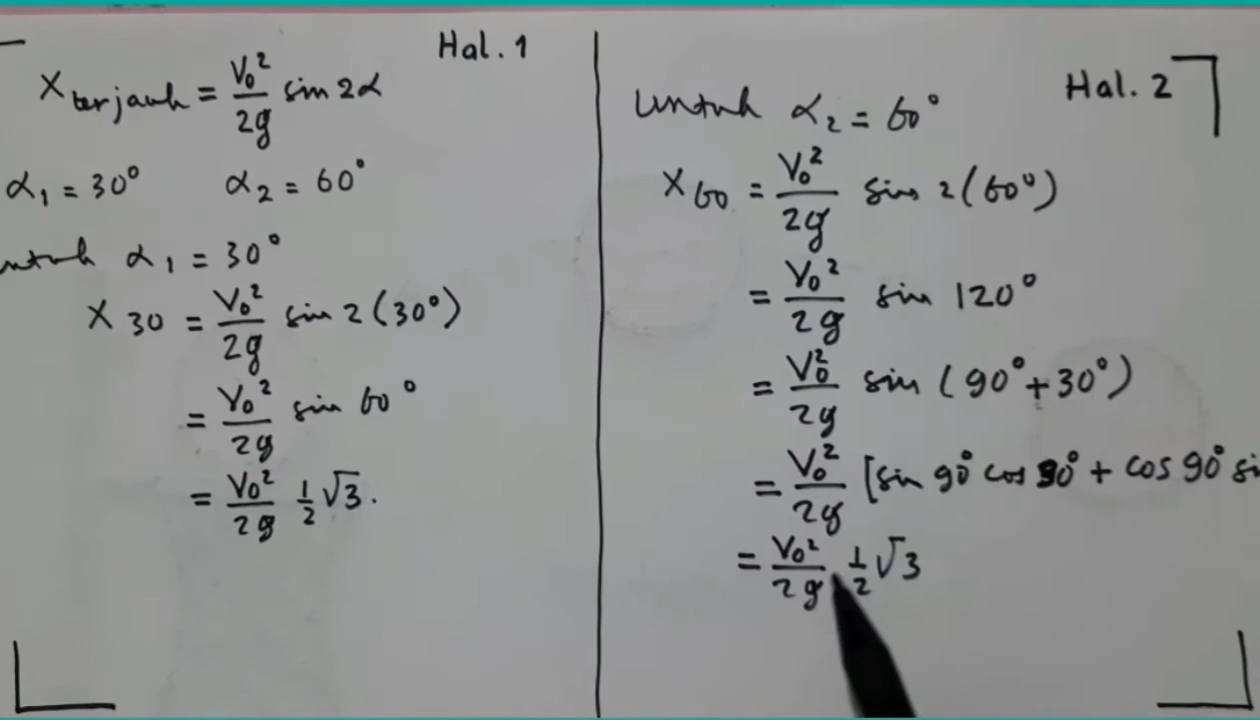 Hal. 1
X terjauh = V₀²/2g sin 2α
α₁ = 30° α₂ = 60°
α₁ = 30°
X 30 = V₀²/2g sin 2 (30°)
= V₀²/2g sin 60°
= V₀²/2g 1/2 √3.
Hal. 2
Untuk α₂ = 60°
X 60 = V₀²/2g sin 2 (60°)
= V₀²/2g sin 120°
= V₀²/2g sin (90° + 30°)
= V₀²/2g [sin 90° cos 30° + cos 90° si
= V₀²/2g 1/2 √3